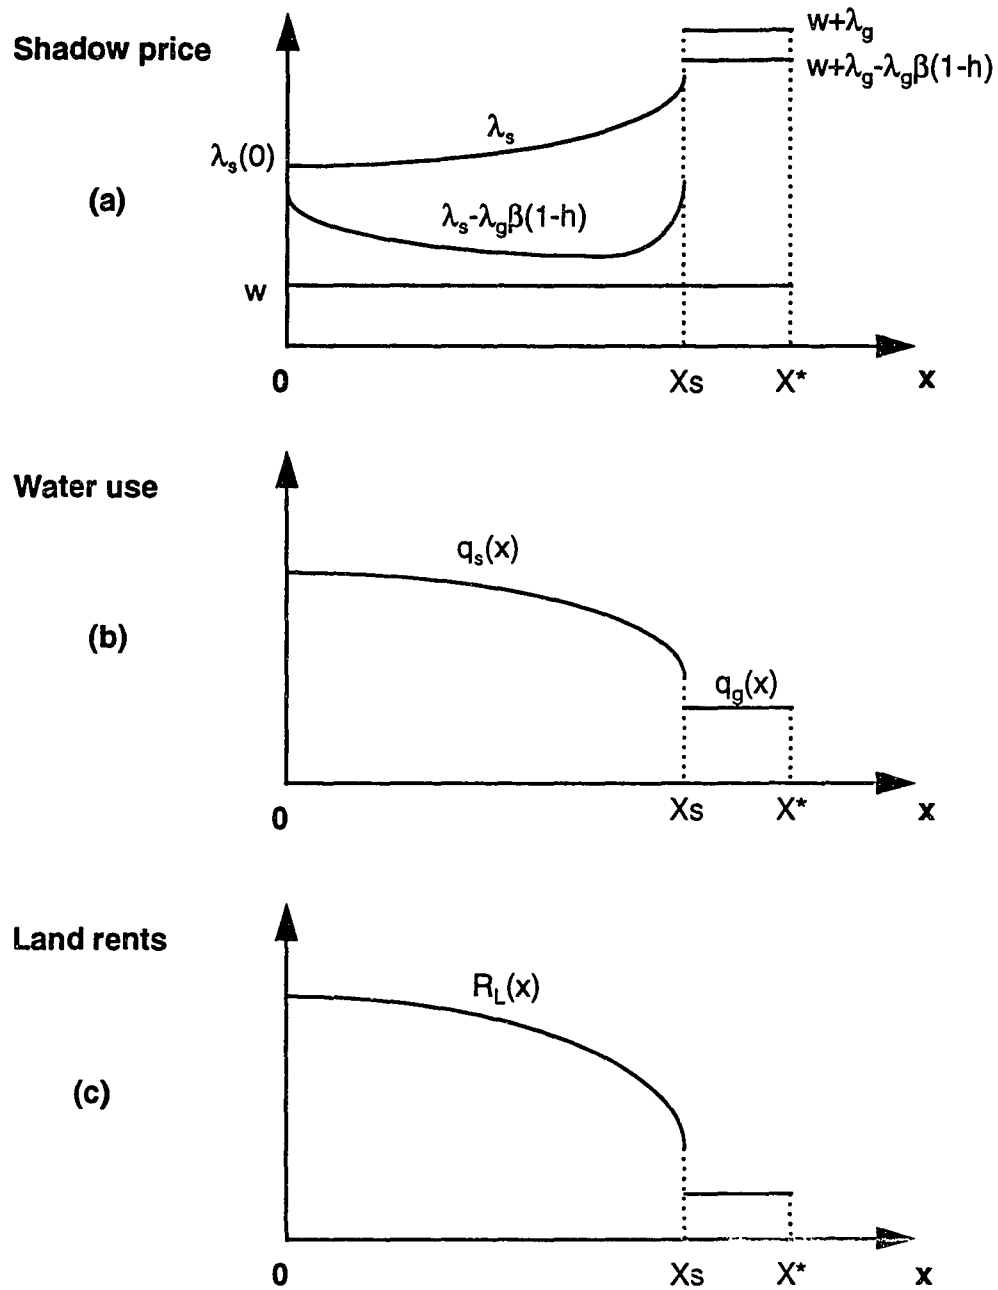 Shadow price
w+λg
w+λg-λgβ(1-h)
λs
λs(0)
(a)
λs-λgβ(1-h)
w
0
Xs
X*
x
Water use
qs(x)
(b)
qg(x)
0
Xs
X*
x
Land rents
RL(x)
(c)
0
Xs
X*
x